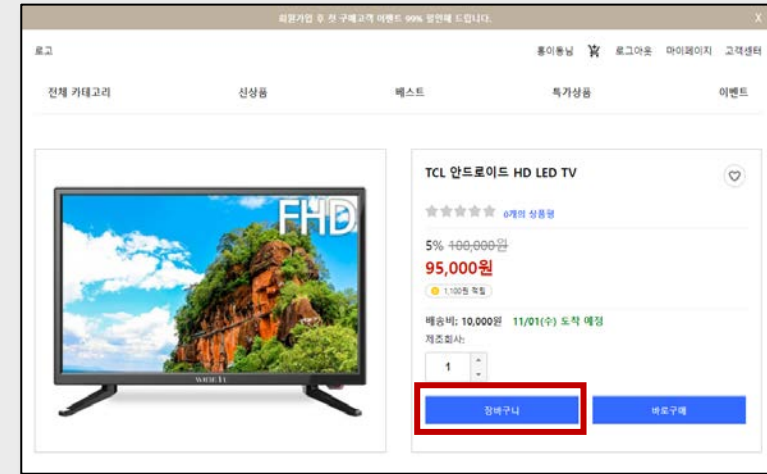 회원가입 후 첫 구매고객 이벤트 99% 할인해 드립니다. X
로고 홍이동님 로그아웃 마이페이지 고객센터
전체 카테고리 신상품 베스트 특가상품 이벤트
FHD
TCL 안드로이드 HD LED TV
0개의 상품평
5% 100,000원
95,000원
1,100원 적립
배송비: 10,000원 11/01(수) 도착 예정
제조회사:
1
장바구니 바로구매